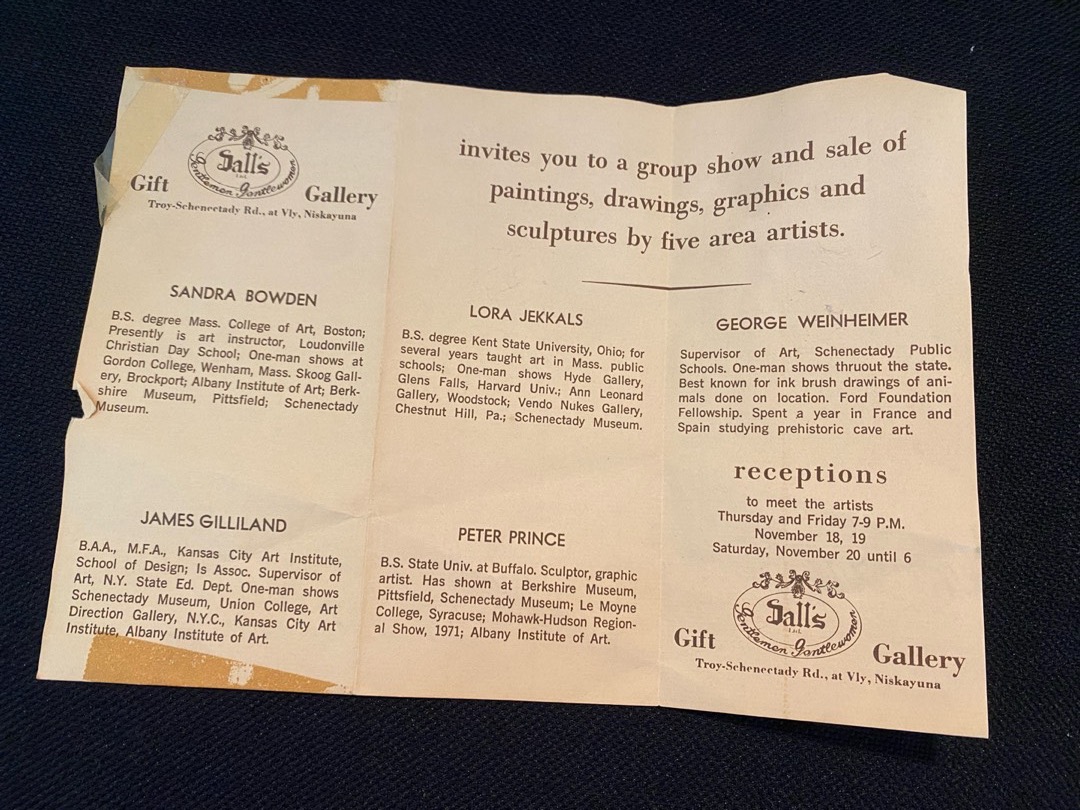 Sall's
INC.
Gentlemen Gentlewomen
Gift Gallery
Troy-Schenectady Rd., at Vly, Niskayuna
invites you to a group show and sale of
paintings, drawings, graphics and
sculptures by five area artists.
SANDRA BOWDEN
B.S. degree Mass. College of Art, Boston;
Presently is art instructor, Loudonville
Christian Day School; One-man shows at
Gordon College, Wenham, Mass. Skoog Gall-
ery, Brockport; Albany Institute of Art; Berk-
shire Museum, Pittsfield; Schenectady
Museum.
LORA JEKKALS
B.S. degree Kent State University, Ohio; for
several years taught art in Mass. public
schools; One-man shows Hyde Gallery,
Glens Falls, Harvard Univ.; Ann Leonard
Gallery, Woodstock; Vendo Nukes Gallery,
Chestnut Hill, Pa.; Schenectady Museum.
GEORGE WEINHEIMER
Supervisor of Art, Schenectady Public
Schools. One-man shows thruout the state.
Best known for ink brush drawings of ani-
mals done on location. Ford Foundation
Fellowship. Spent a year in France and
Spain studying prehistoric cave art.
JAMES GILLILAND
B.A.A., M.F.A., Kansas City Art Institute,
School of Design; Is Assoc. Supervisor of
Art, N.Y. State Ed. Dept. One-man shows
Schenectady Museum, Union College, Art
Direction Gallery, N.Y.C., Kansas City Art
Institute, Albany Institute of Art.
PETER PRINCE
B.S. State Univ. at Buffalo. Sculptor, graphic
artist. Has shown at Berkshire Museum,
Pittsfield, Schenectady Museum; Le Moyne
College, Syracuse; Mohawk-Hudson Region-
al Show, 1971; Albany Institute of Art.
receptions
to meet the artists
Thursday and Friday 7-9 P.M.
November 18, 19
Saturday, November 20 until 6
Sall's
Gentlemen Gentlewomen
Gift Gallery
Troy-Schenectady Rd., at Vly, Niskayuna